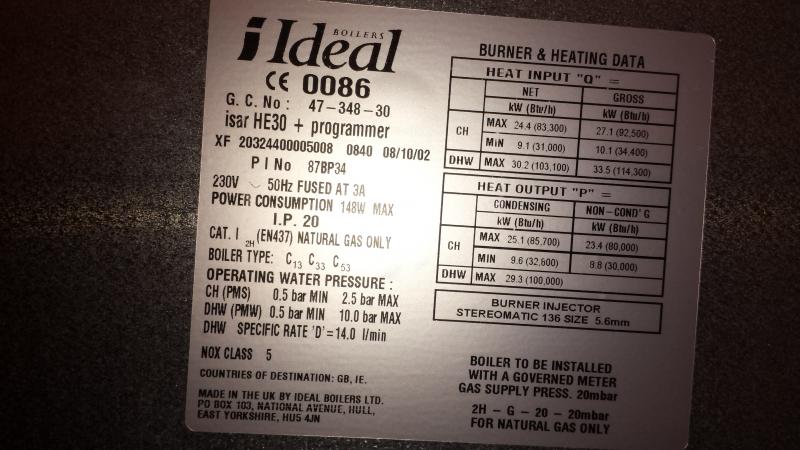 BOILERS
Ideal
CE 0086
G. C. No : 47-348-30
isar HE30 + programmer
XF 20324400005008 0840 08/10/02
P I No 87BP34
230V ~ 50Hz FUSED AT 3A
POWER CONSUMPTION 148W MAX
I.P. 20
CAT. I 2H (EN437) NATURAL GAS ONLY
BOILER TYPE: C13 C33 C53
OPERATING WATER PRESSURE :
CH (PMS) 0.5 bar MIN 2.5 bar MAX
DHW (PMW) 0.5 bar MIN 10.0 bar MAX
DHW SPECIFIC RATE 'D'=14.0 l/min
NOX CLASS 5
COUNTRIES OF DESTINATION: GB, IE.
MADE IN THE UK BY IDEAL BOILERS LTD.
PO BOX 103, NATIONAL AVENUE, HULL,
EAST YORKSHIRE, HU5 4JN
BURNER & HEATING DATA
HEAT INPUT "Q" =
NET GROSS
kW (Btu/h) kW (Btu/h)
CH MAX 24.4 (83,300) 27.1 (92,500)
MIN 9.1 (31,000) 10.1 (34,400)
DHW MAX 30.2 (103,100) 33.5 (114,300)
HEAT OUTPUT "P" =
CONDENSING NON-COND'G
kW (Btu/h) kW (Btu/h)
CH MAX 25.1 (85,700) 23.4 (80,000)
MIN 9.6 (32,800) 8.8 (30,000)
DHW MAX 29.3 (100,000)
BURNER INJECTOR
STEREOMATIC 136 SIZE 5.6mm
BOILER TO BE INSTALLED
WITH A GOVERNED METER
GAS SUPPLY PRESS. 20mbar
2H - G - 20 - 20mbar
FOR NATURAL GAS ONLY